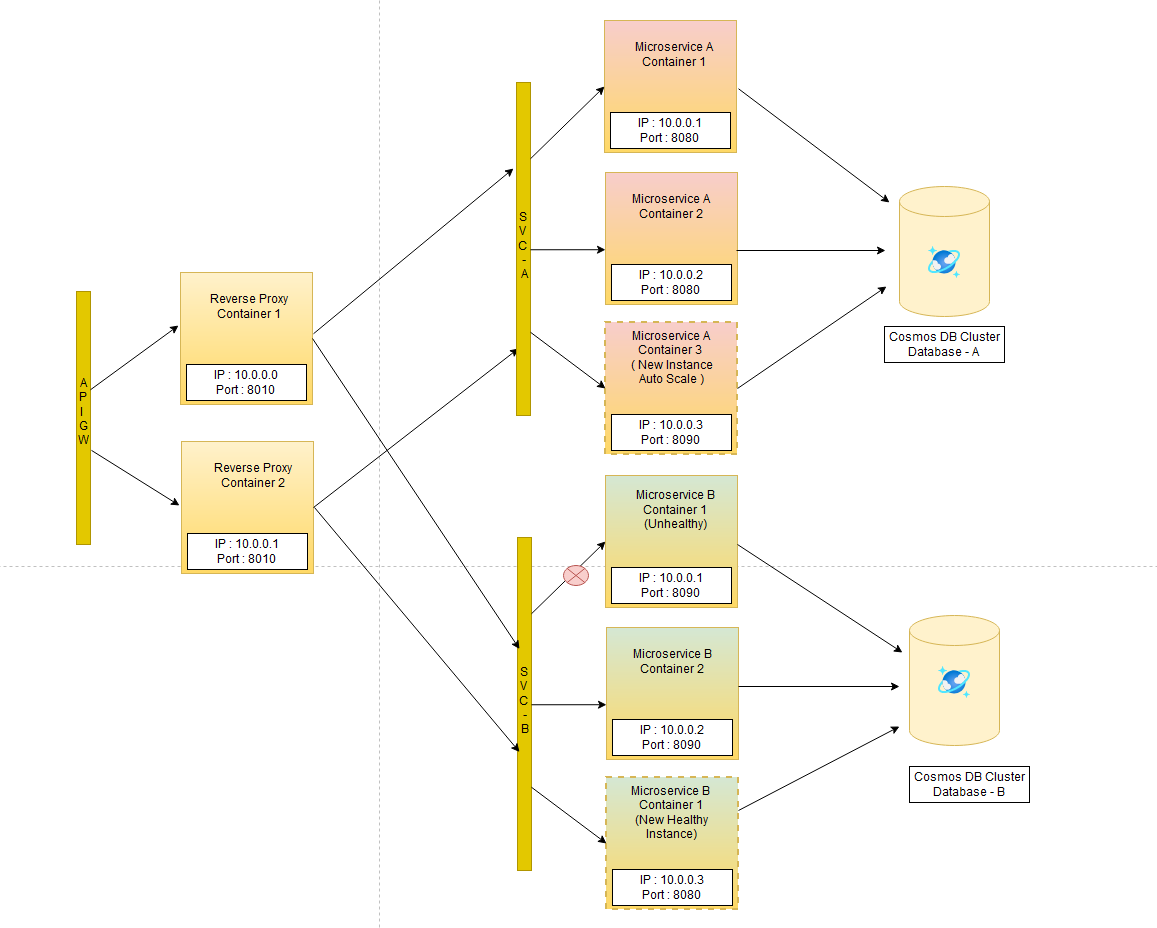 A
P
I
G
W
Reverse Proxy
Container 1
IP : 10.0.0.0
Port : 8010
Reverse Proxy
Container 2
IP : 10.0.0.1
Port : 8010
S
V
C
-
A
Microservice A
Container 1
IP : 10.0.0.1
Port : 8080
Microservice A
Container 2
IP : 10.0.0.2
Port : 8080
Microservice A
Container 3
( New Instance
Auto Scale )
IP : 10.0.0.3
Port : 8090
Cosmos DB Cluster
Database - A
S
V
C
-
B
Microservice B
Container 1
(Unhealthy)
IP : 10.0.0.1
Port : 8090
Microservice B
Container 2
IP : 10.0.0.2
Port : 8090
Microservice B
Container 1
(New Healthy
Instance)
IP : 10.0.0.3
Port : 8080
Cosmos DB Cluster
Database - B